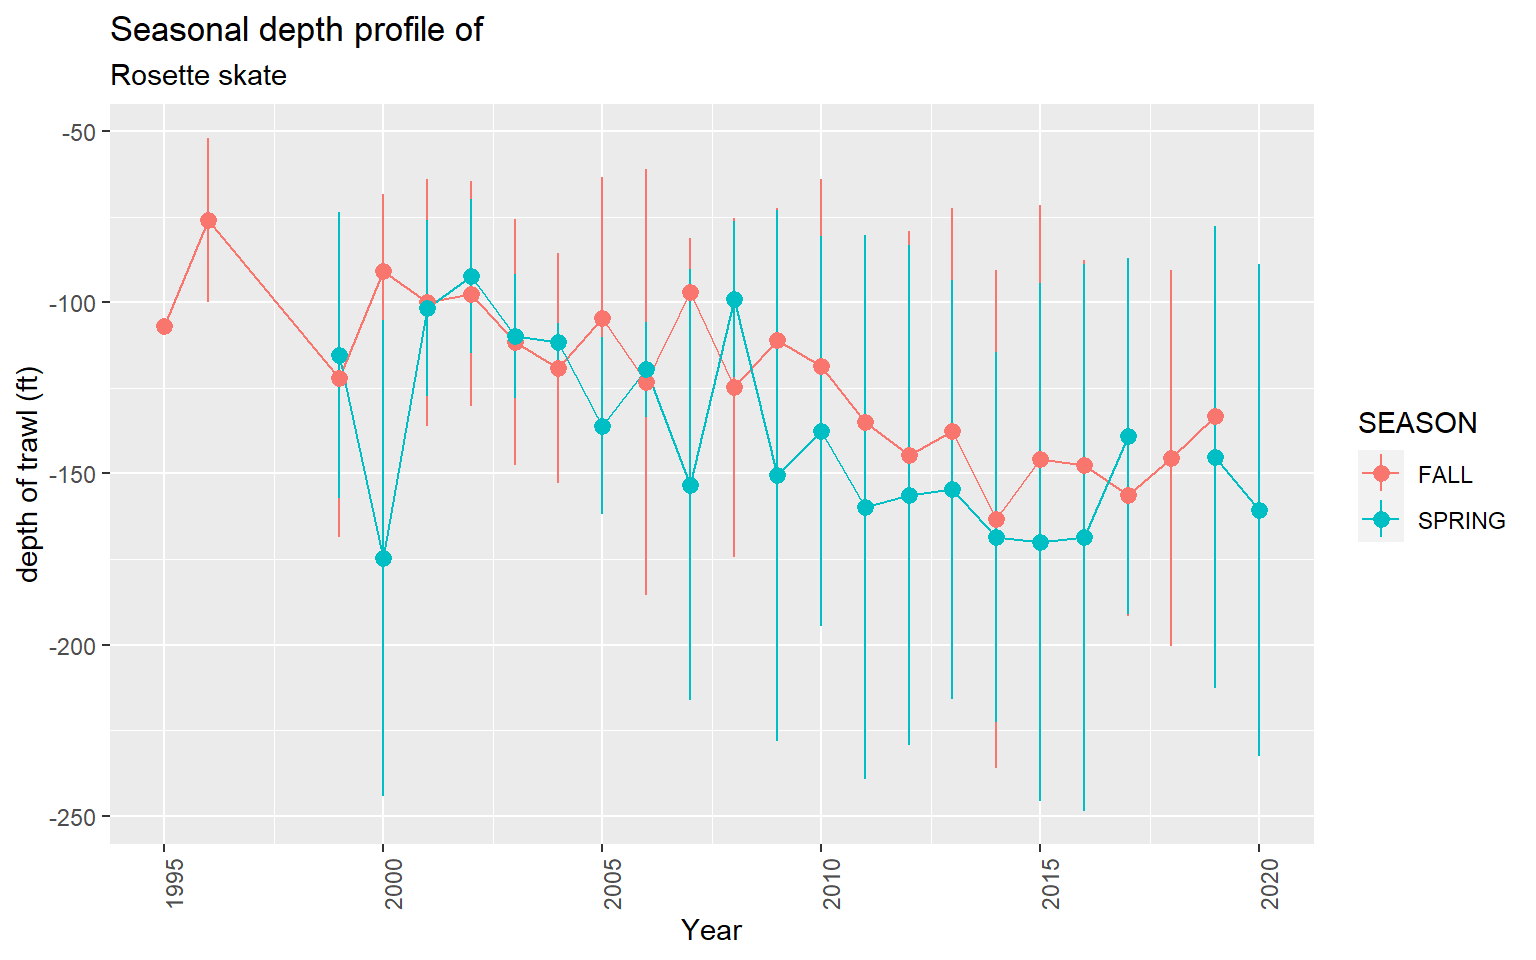 Seasonal depth profile of
Rosette skate
-50
-100
-150
-200
-250
depth of trawl (ft)
1995
2000
2005
2010
2015
2020
Year
SEASON
FALL
SPRING